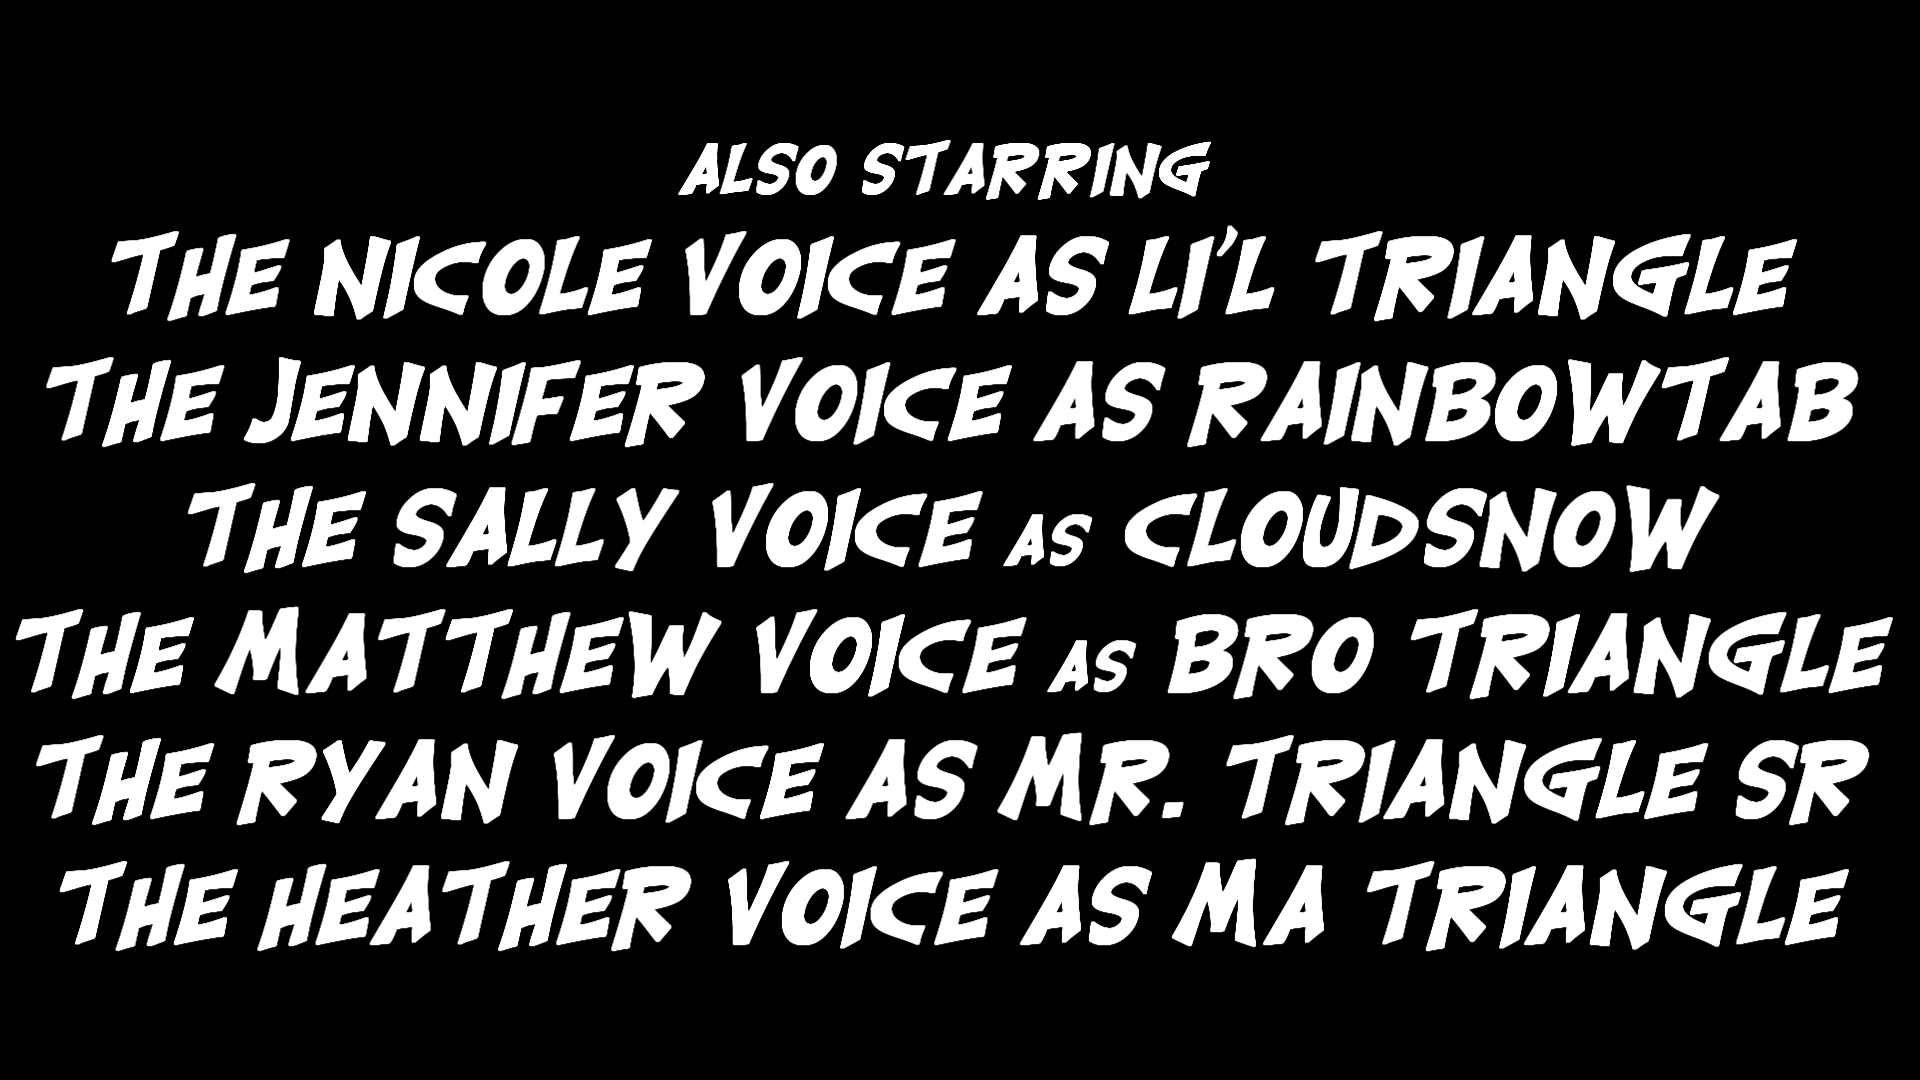 ALSO STARRING
THE NICOLE VOICE AS LI'L TRIANGLE
THE JENNIFER VOICE AS RAINBOWTAB
THE SALLY VOICE AS CLOUDSNOW
THE MATTHEW VOICE AS BRO TRIANGLE
THE RYAN VOICE AS MR. TRIANGLE SR
THE HEATHER VOICE AS MA TRIANGLE